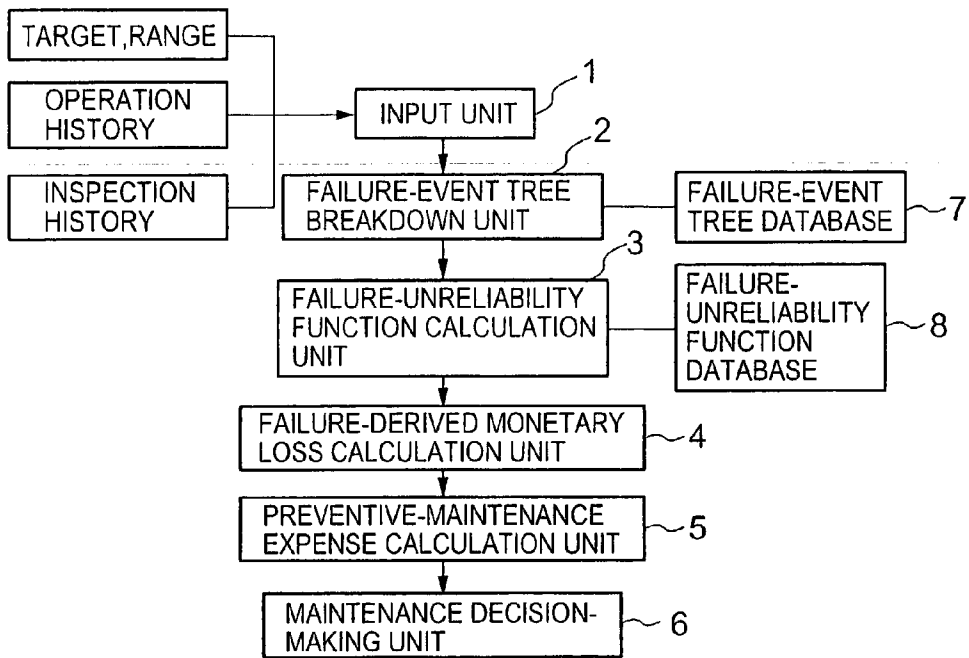 TARGET,RANGE
OPERATION
HISTORY
INSPECTION
HISTORY
1
INPUT UNIT
2
FAILURE-EVENT TREE
BREAKDOWN UNIT
FAILURE-EVENT
TREE DATABASE
7
3
FAILURE-UNRELIABILITY
FUNCTION CALCULATION
UNIT
FAILURE-
UNRELIABILITY
FUNCTION
DATABASE
8
FAILURE-DERIVED MONETARY
LOSS CALCULATION UNIT
4
PREVENTIVE-MAINTENANCE
EXPENSE CALCULATION UNIT
5
MAINTENANCE DECISION-
MAKING UNIT
6